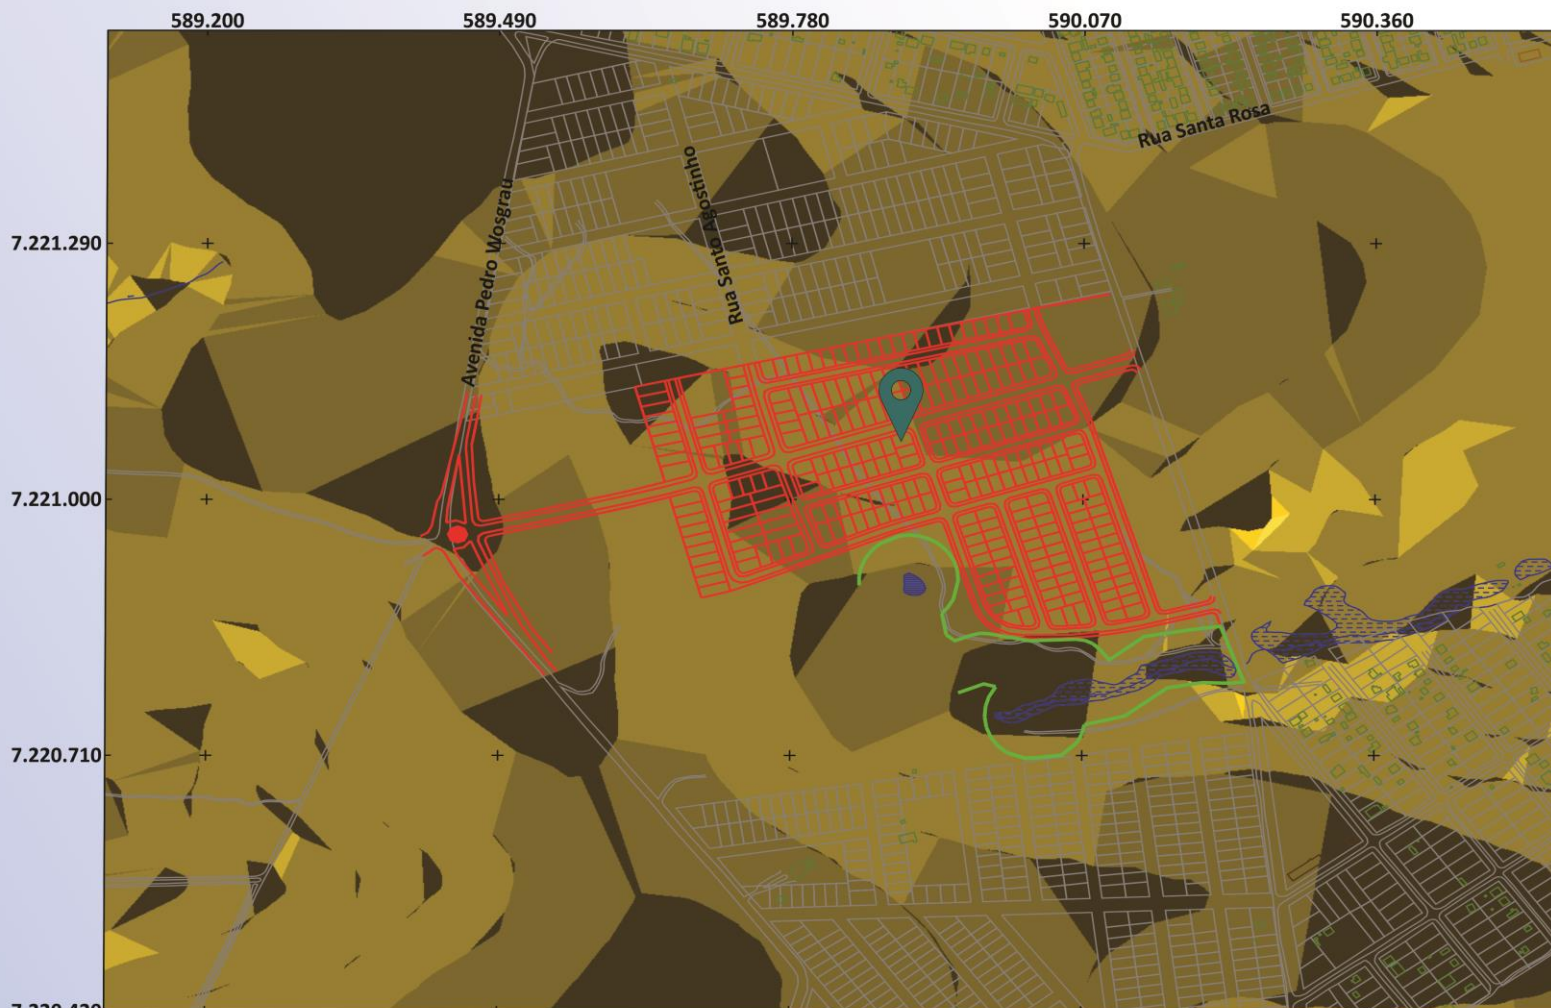 589.200 589.490 589.780 590.070 590.360
Rua Santa Rosa
Rua Santo Agostinho
Avenida Pedro Wosgrau
7.221.290
7.221.000
7.220.710